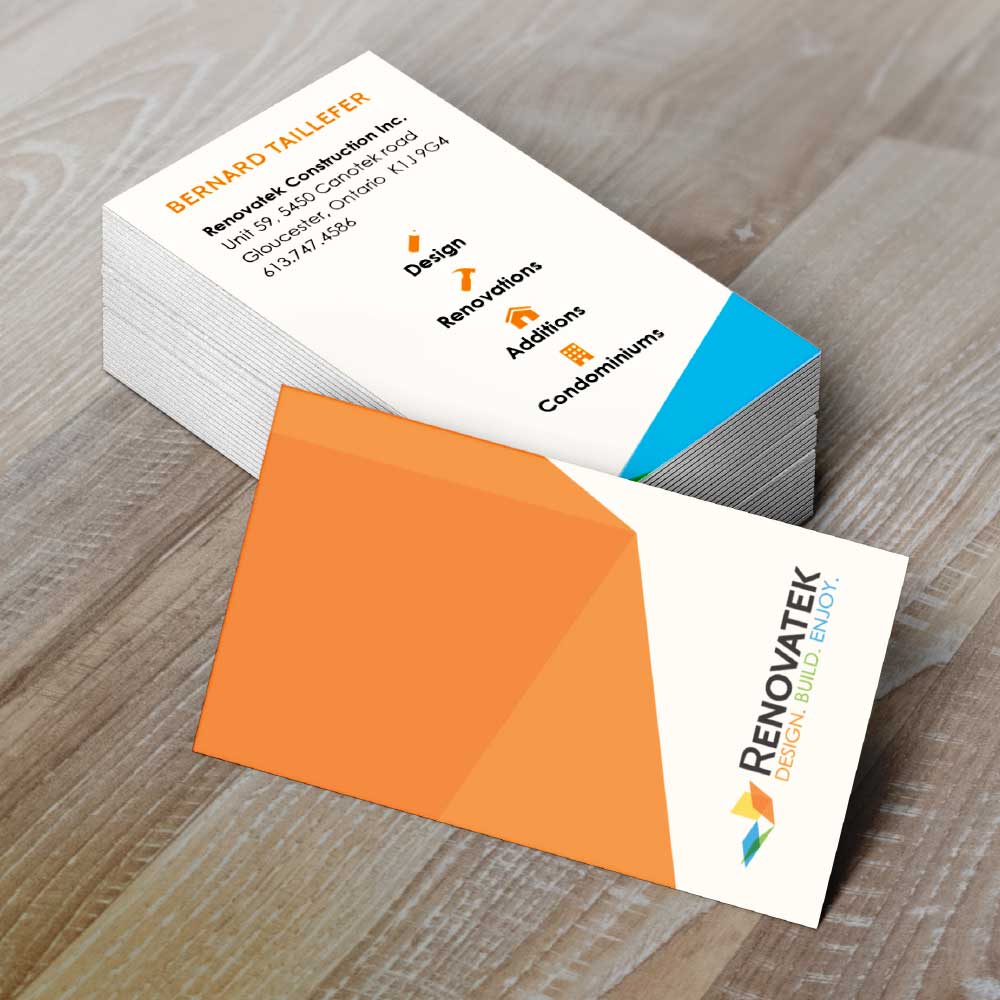 BERNARD TAILLEFER
Renovatek Construction Inc.
Unit 59, 5450 Canotek road
Gloucester, Ontario K1J 9G4
613.747.4586
Design
Renovations
Additions
Condominiums
RENOVATEK
DESIGN. BUILD. ENJOY.